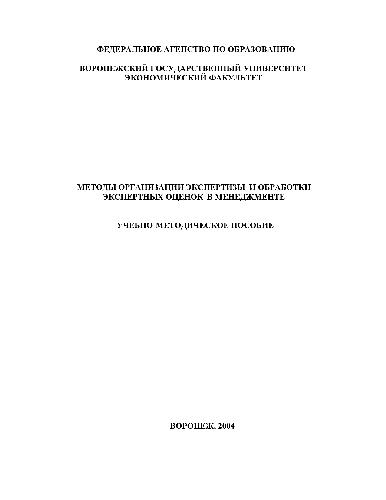 ФЕДЕРАЛЬНОЕ АГЕНСТВО ПО ОБРАЗОВАНИЮ
ВОРОНЕЖСКИЙ ГОСУДАРСТВЕННЫЙ УНИВЕРСИТЕТ
ЭКОНОМИЧЕСКИЙ ФАКУЛЬТЕТ
МЕТОДЫ ОРГАНИЗАЦИИ ЭКСПЕРТИЗЫ И ОБРАБОТКИ
ЭКСПЕРТНЫХ ОЦЕНОК В МЕНЕДЖМЕНТЕ
УЧЕБНО-МЕТОДИЧЕСКОЕ ПОСОБИЕ
ВОРОНЕЖ, 2004